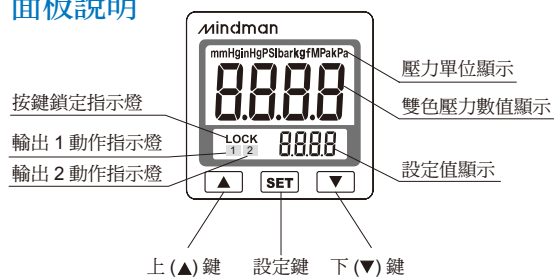 面板說明
Mindman
mmHginHgPSIbarkgfMPakPa
8.8.8.8
LOCK
1 2
8.8.8.8
SET
壓力單位顯示
雙色壓力數值顯示
設定值顯示
按鍵鎖定指示燈
輸出 1 動作指示燈
輸出 2 動作指示燈
上 (▲) 鍵 設定鍵 下 (▼) 鍵